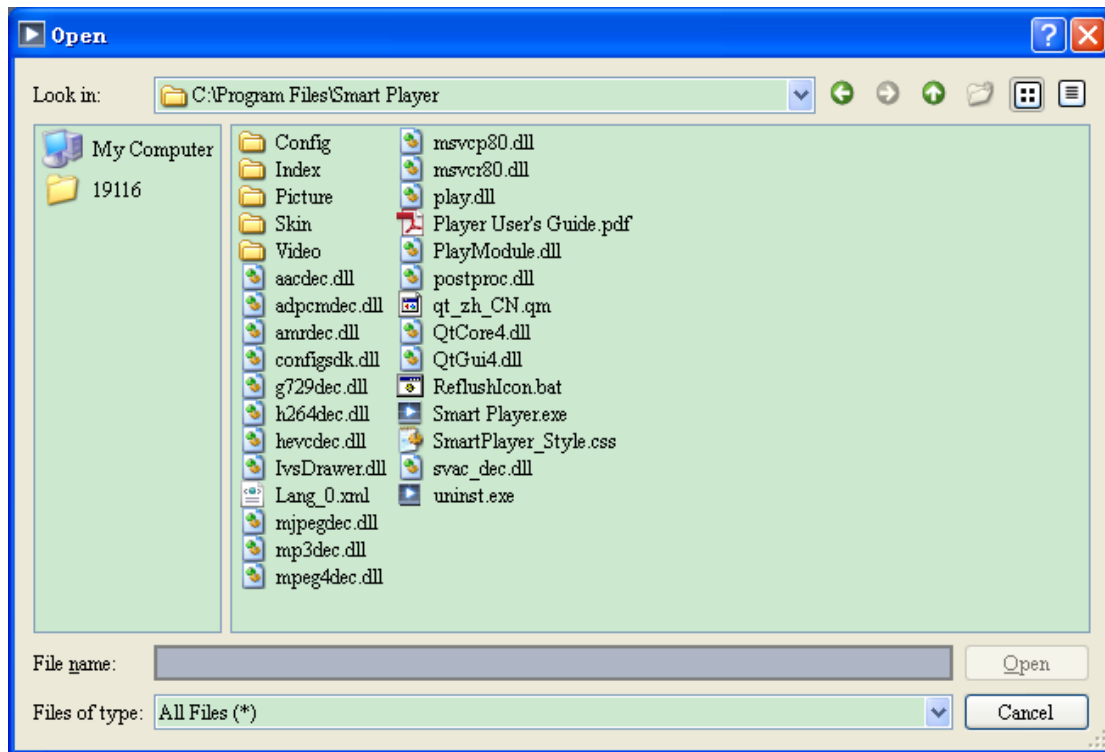 Open
Look in: C:\Program Files\Smart Player
My Computer
19116
Config
Index
Picture
Skin
Video
aacdec.dll
adpcmdec.dll
amrdec.dll
configsdk.dll
g729dec.dll
h264dec.dll
hevcdec.dll
IvsDrawer.dll
Lang_0.xml
mjpegdec.dll
mp3dec.dll
mpeg4dec.dll
msvcp80.dll
msvcr80.dll
play.dll
Player User's Guide.pdf
PlayModule.dll
postproc.dll
qt_zh_CN.qm
QtCore4.dll
QtGui4.dll
ReflushIcon.bat
Smart Player.exe
SmartPlayer_Style.css
svac_dec.dll
uninst.exe
File name: Open
Files of type: All Files (*) Cancel